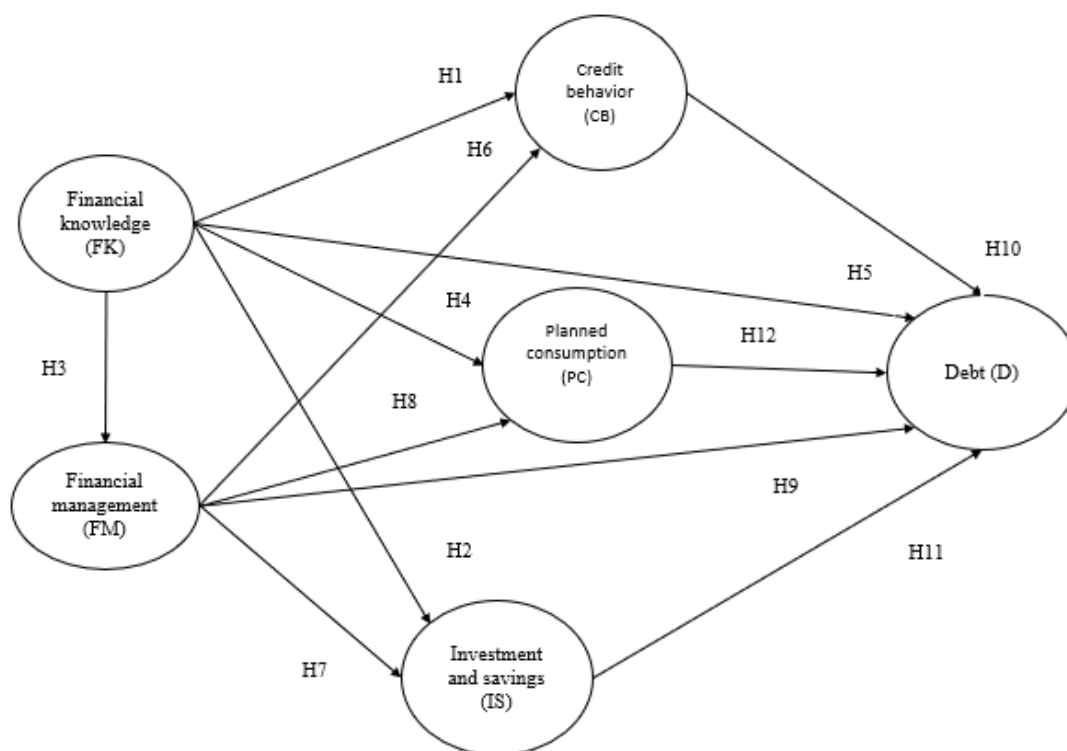 Credit
behavior
(CB)
H1
H6
Financial
knowledge
(FK)
H10
H5
H4
Planned
consumption
(PC)
H12
H3
Debt (D)
H8
Financial
management
(FM)
H9
H2
H11
Investment
and savings
(IS)
H7